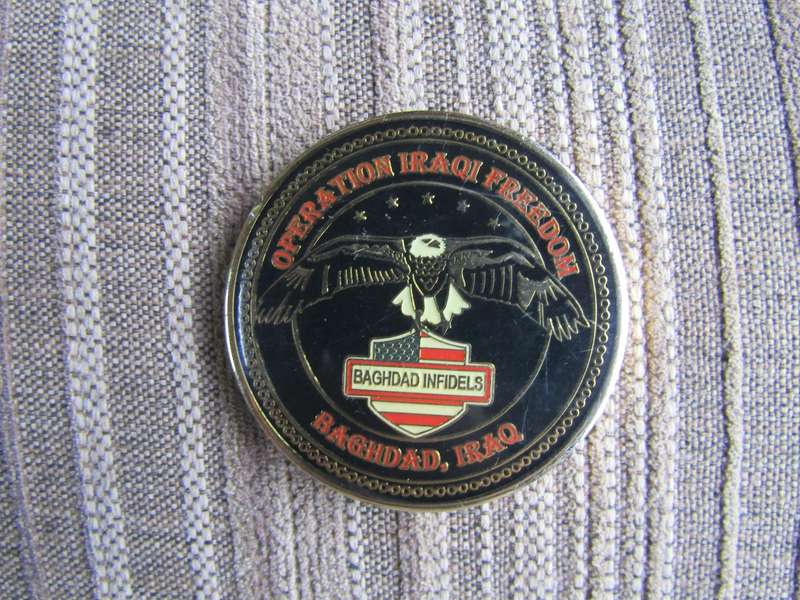 OPERATION IRAQI FREEDOM
BAGHDAD INFIDELS
BAGHDAD, IRAQ